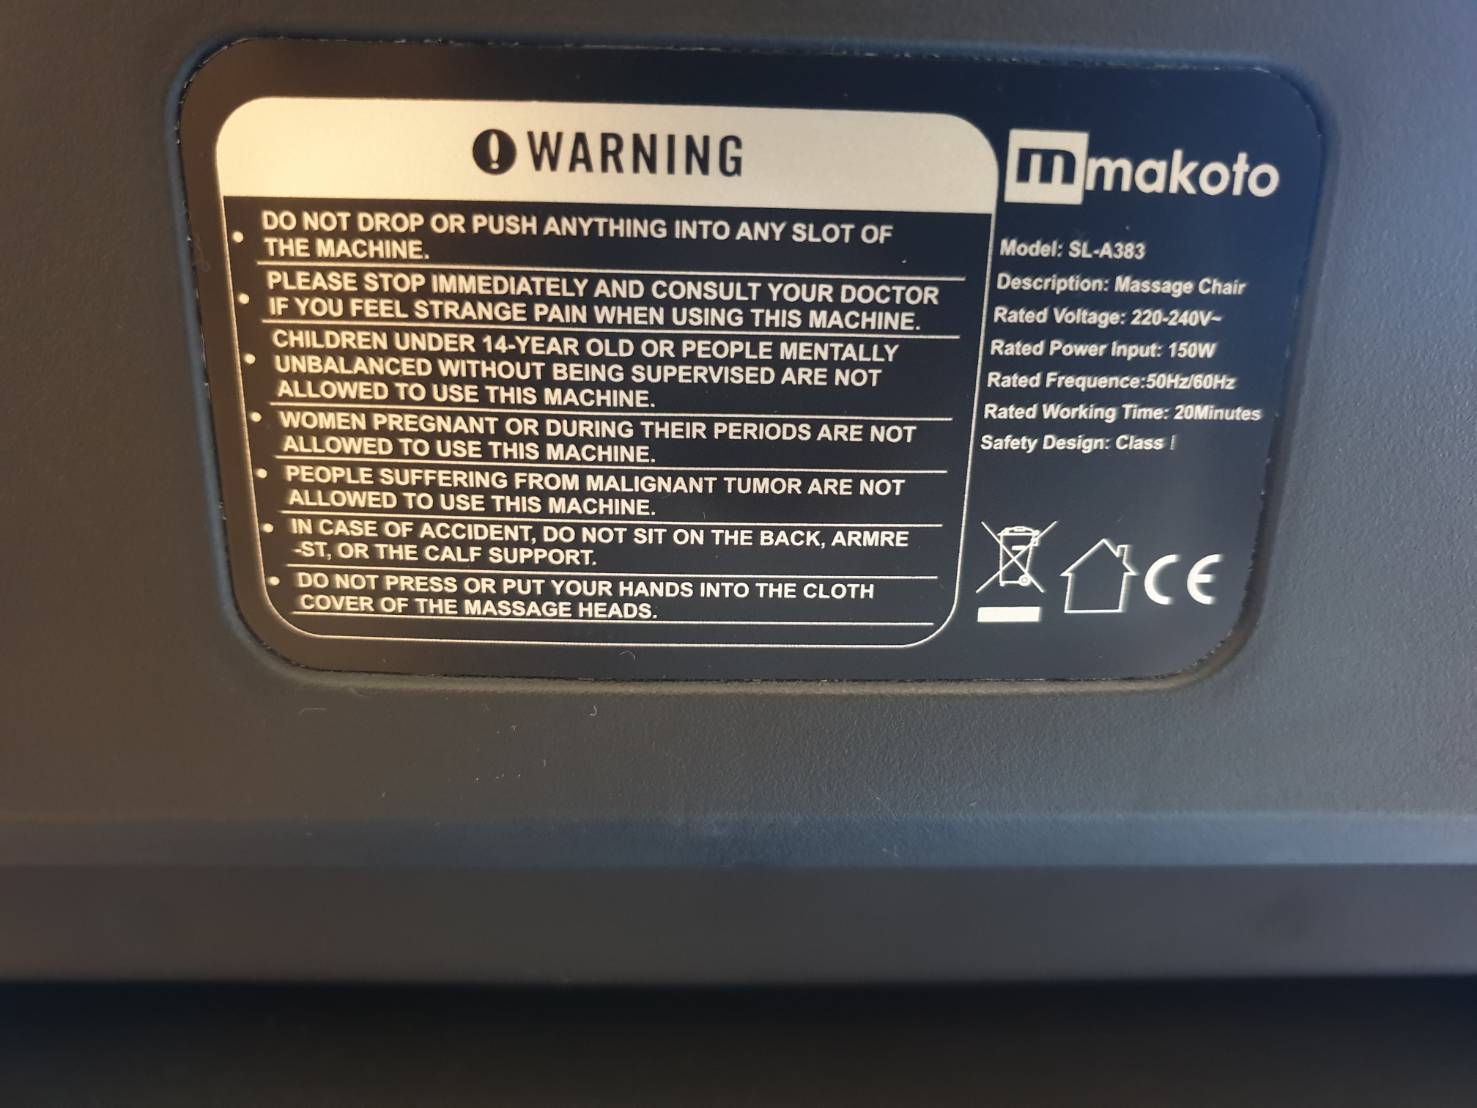 WARNING
• DO NOT DROP OR PUSH ANYTHING INTO ANY SLOT OF
THE MACHINE.
• PLEASE STOP IMMEDIATELY AND CONSULT YOUR DOCTOR
IF YOU FEEL STRANGE PAIN WHEN USING THIS MACHINE.
• CHILDREN UNDER 14-YEAR OLD OR PEOPLE MENTALLY
UNBALANCED WITHOUT BEING SUPERVISED ARE NOT
ALLOWED TO USE THIS MACHINE.
• WOMEN PREGNANT OR DURING THEIR PERIODS ARE NOT
ALLOWED TO USE THIS MACHINE.
• PEOPLE SUFFERING FROM MALIGNANT TUMOR ARE NOT
ALLOWED TO USE THIS MACHINE.
• IN CASE OF ACCIDENT, DO NOT SIT ON THE BACK, ARMRE
-ST, OR THE CALF SUPPORT.
• DO NOT PRESS OR PUT YOUR HANDS INTO THE CLOTH
COVER OF THE MASSAGE HEADS.
m makoto
Model: SL-A383
Description: Massage Chair
Rated Voltage: 220-240V~
Rated Power Input: 150W
Rated Frequence:50Hz/60Hz
Rated Working Time: 20Minutes
Safety Design: Class I
CE